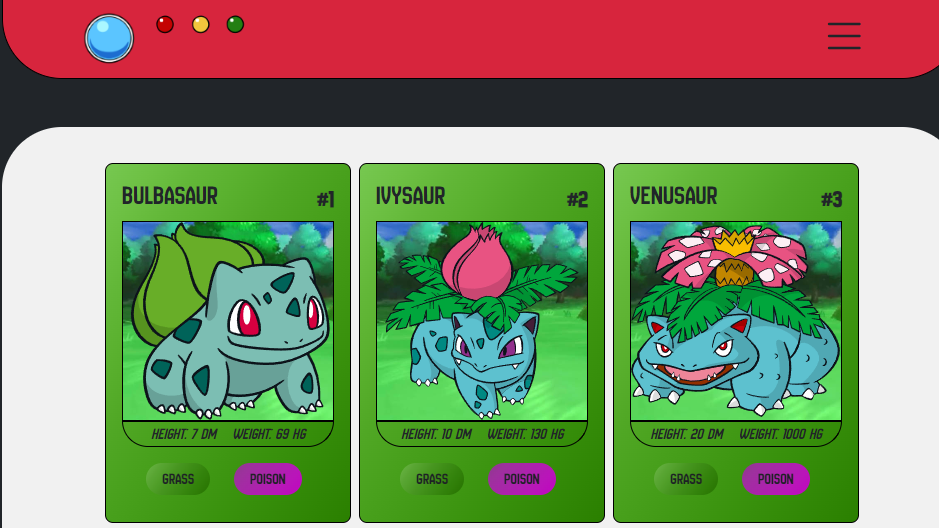 BULBASAUR #1
IVYSAUR #2
VENUSAUR #3
HEIGHT. 7 DM WEIGHT. 69 HG
HEIGHT. 10 DM WEIGHT. 130 HG
HEIGHT. 20 DM WEIGHT. 1000 HG
GRASS POISON
GRASS POISON
GRASS POISON